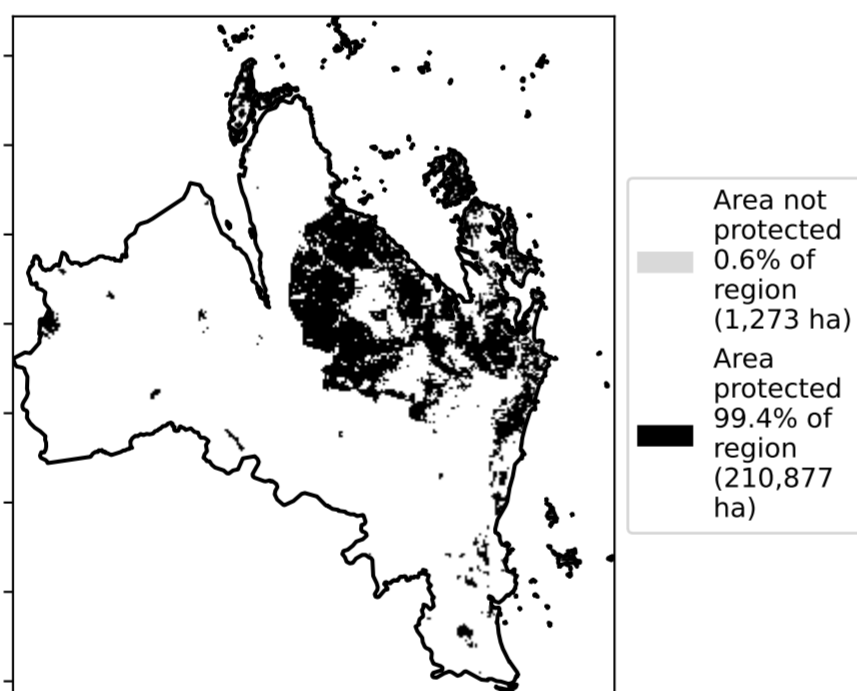 Area not
protected
0.6% of
region
(1,273 ha)
Area
protected
99.4% of
region
(210,877
ha)